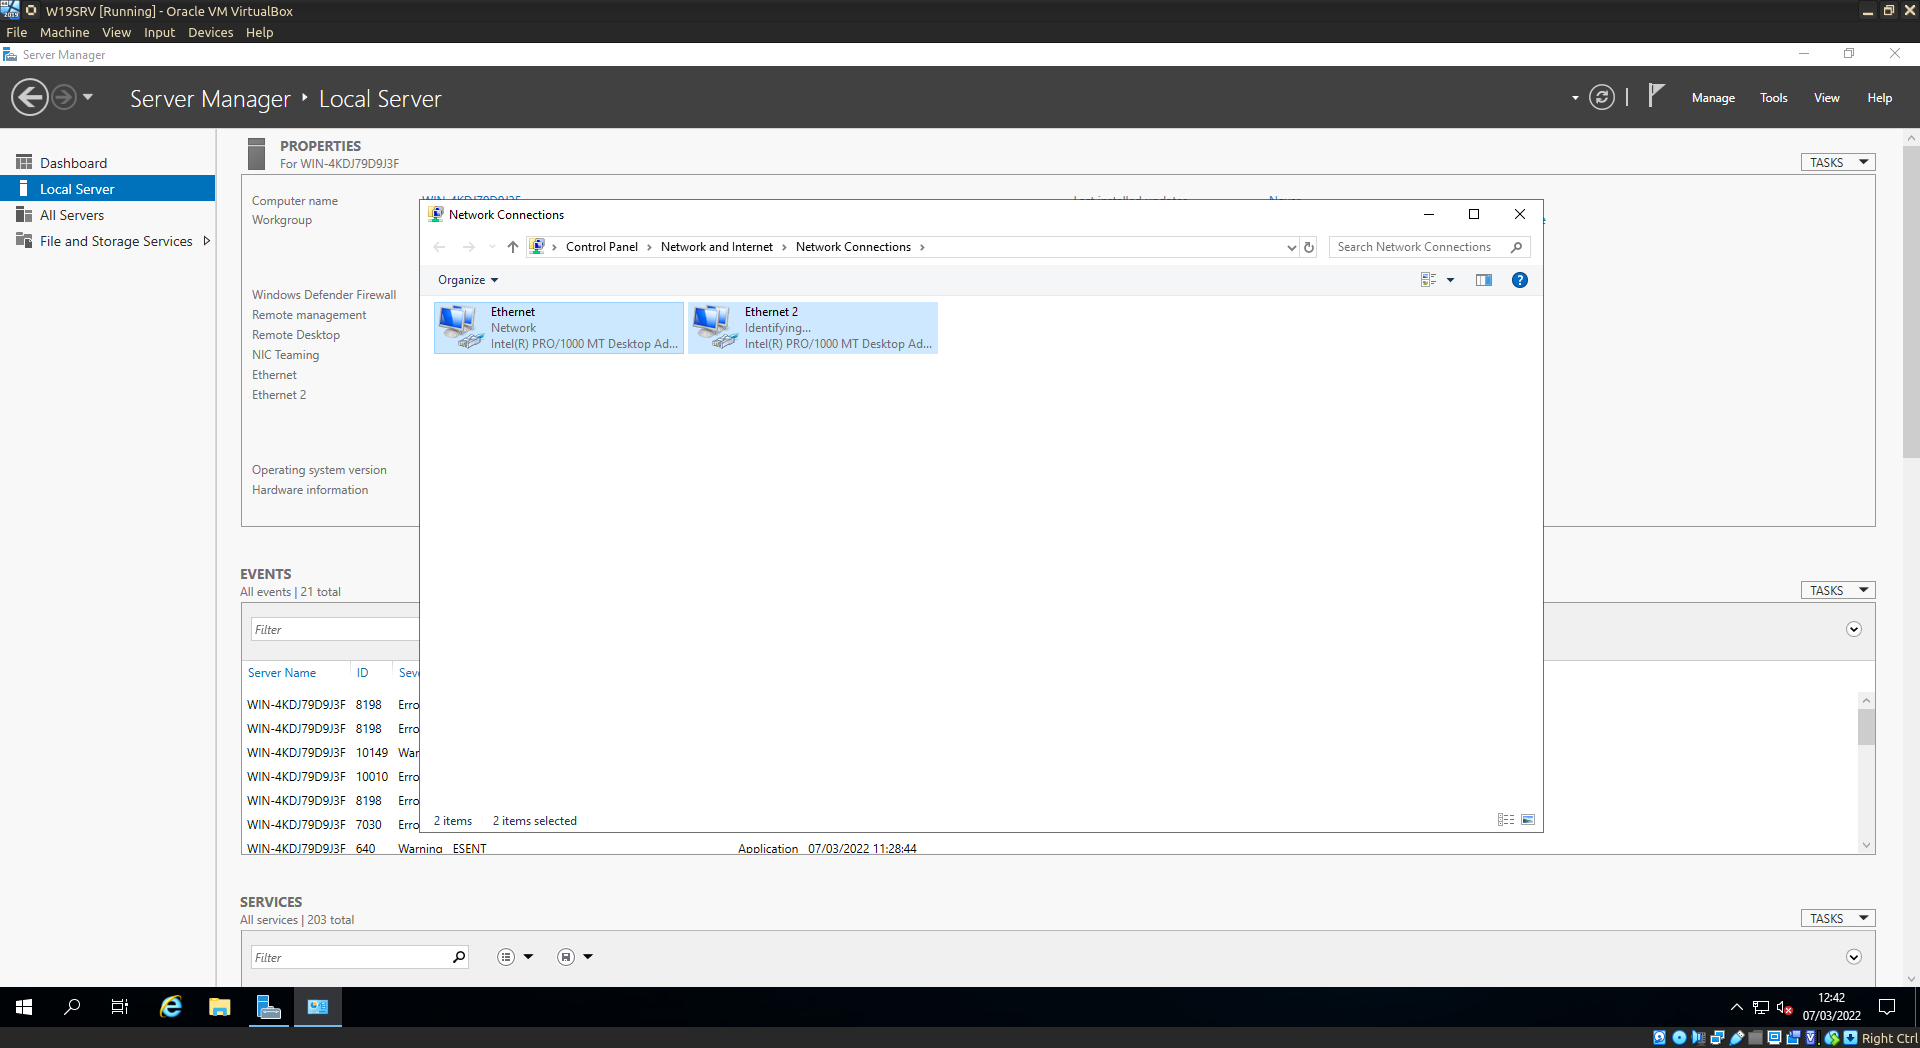 W19SRV [Running] - Oracle VM VirtualBox
File Machine View Input Devices Help
Server Manager
Server Manager Local Server
Manage Tools View Help
Dashboard
Local Server
All Servers
File and Storage Services
PROPERTIES
For WIN-4KDJ79D9J3F
TASKS
Computer name
WIN-4KDJ79D9J3F
Last installed updates
Never
Workgroup
Windows Defender Firewall
Remote management
Remote Desktop
NIC Teaming
Ethernet
Ethernet 2
Operating system version
Hardware information
Network Connections
Control Panel > Network and Internet > Network Connections >
Search Network Connections
Organize
Ethernet
Network
Intel(R) PRO/1000 MT Desktop Ad...
Ethernet 2
Identifying...
Intel(R) PRO/1000 MT Desktop Ad...
2 items 2 items selected
EVENTS
All events | 21 total
TASKS
Filter
Server Name ID Seve
WIN-4KDJ79D9J3F 8198 Erro
WIN-4KDJ79D9J3F 8198 Erro
WIN-4KDJ79D9J3F 10149 War
WIN-4KDJ79D9J3F 10010 Erro
WIN-4KDJ79D9J3F 8198 Erro
WIN-4KDJ79D9J3F 7030 Erro
WIN-4KDJ79D9J3F 640 Warning ESENT Application 07/03/2022 11:28:44
SERVICES
All services | 203 total
TASKS
Filter
12:42
07/03/2022
Right Ctrl